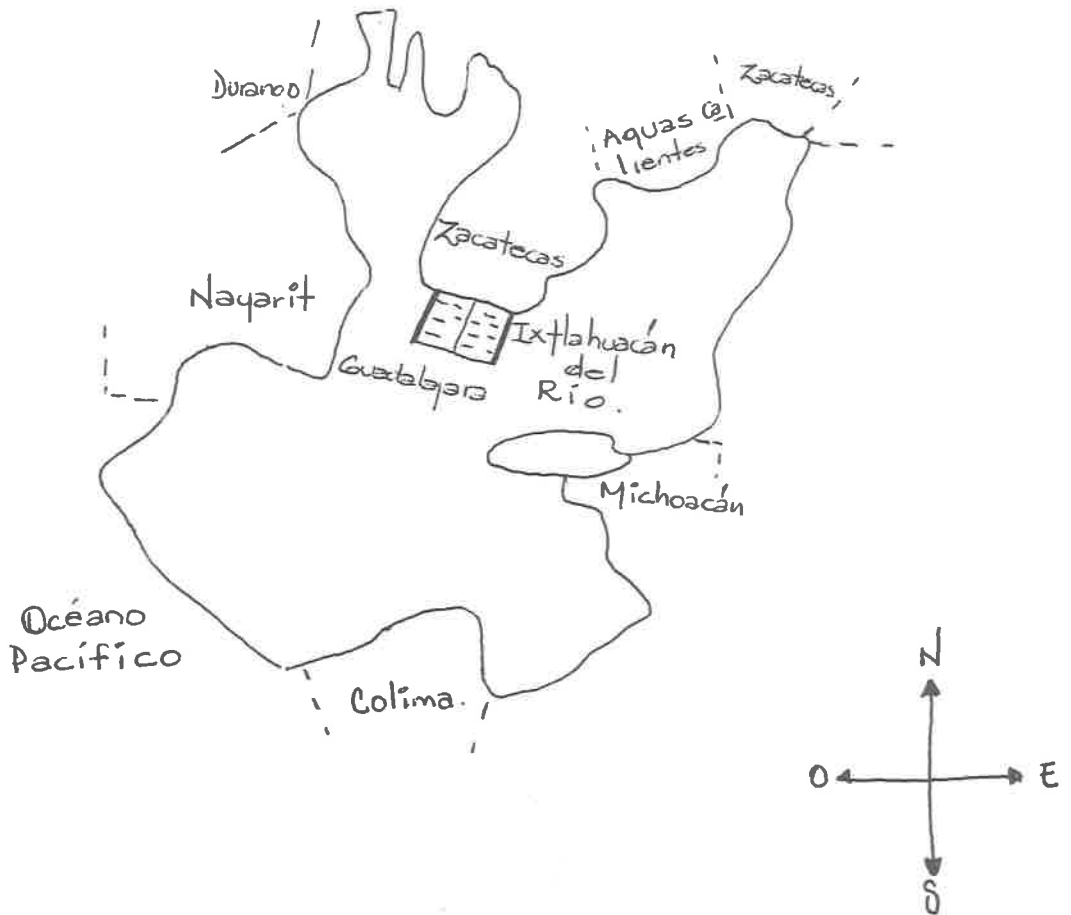 Durango
Zacatecas
Aguas Ca
lientes
Zacatecas
Nayarit
Ixtlahuacán
del
Río.
Guadalajara
Michoacán
Océano
Pacífico
Colima.
N
O
E
S